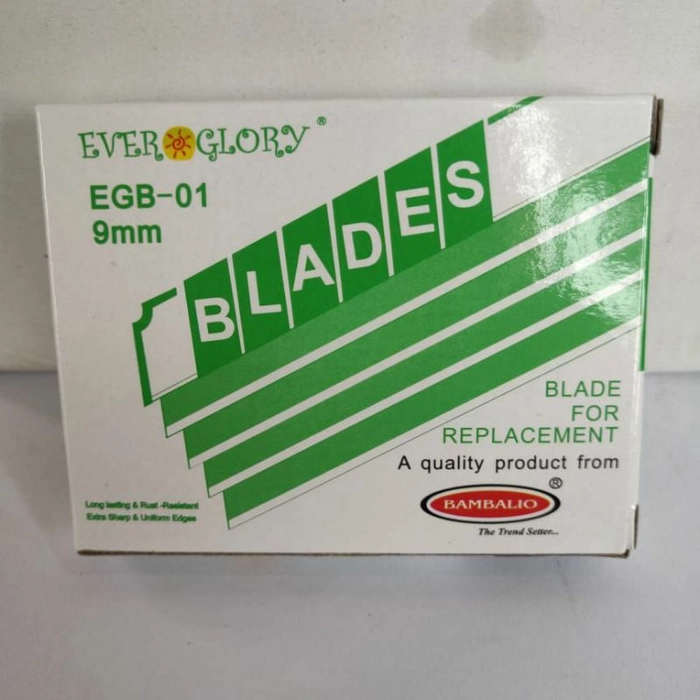 EVER GLORY ®
EGB-01
9mm
BLADES
BLADE
FOR
REPLACEMENT
A quality product from
BAMBALIO ®
The Trend Setter...
Long lasting & Rust -Resistant
Extra Sharp & Uniform Edges